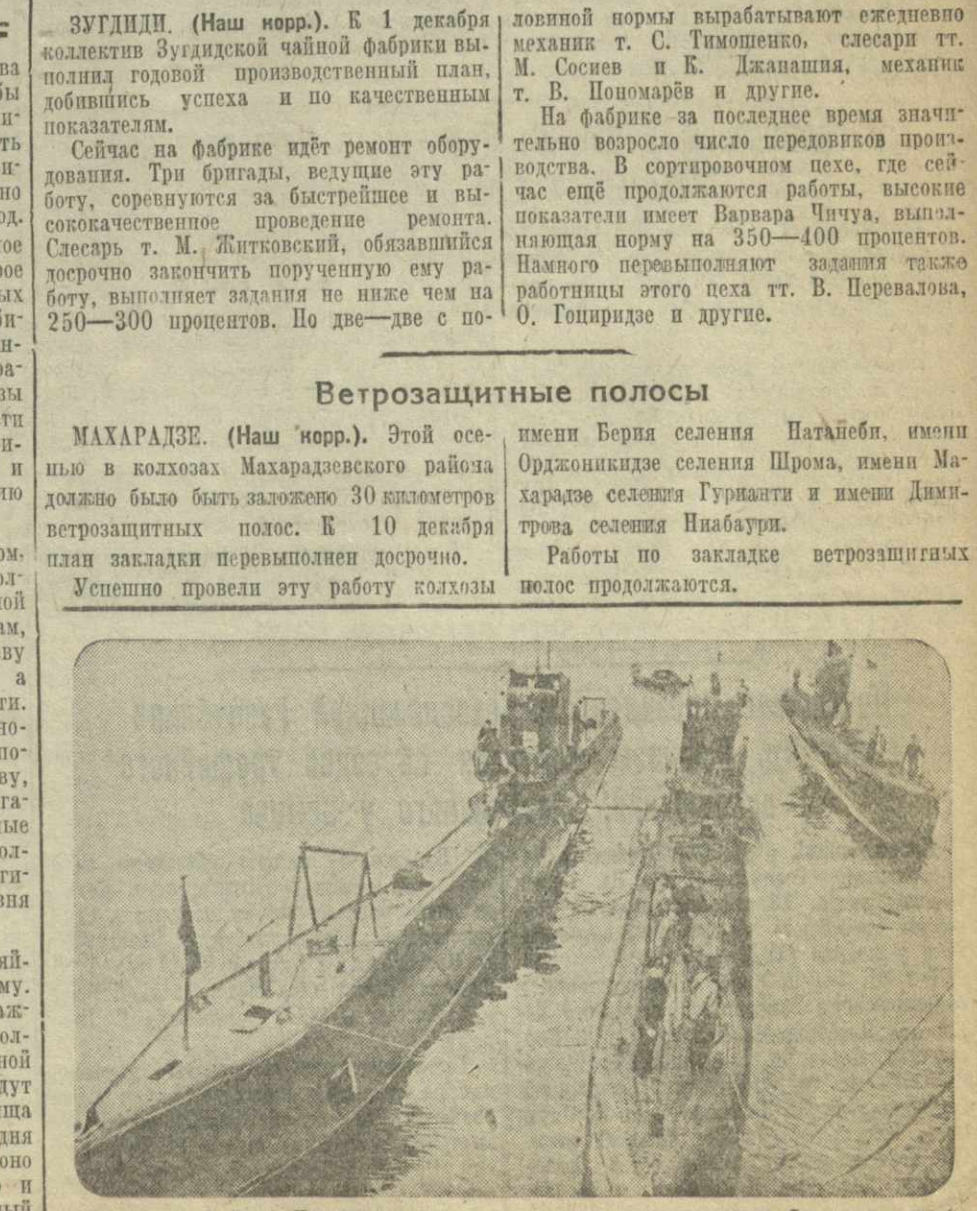 ЗУГДИДИ. (Наш корр.). К 1 декабря
коллектив Зугдидской чайной фабрики вы-
полнил годовой производственный план,
добившись успеха и по качественным
показателям.
Сейчас на фабрике идёт ремонт обору-
дования. Три бригады, ведущие эту ра-
боту, соревнуются за быстрейшее и вы-
сококачественное проведение ремонта.
Слесарь т. М. Житковский, обязавшийся
досрочно закончить порученную ему ра-
боту, выполняет задания не ниже чем на
250—300 процентов. По две—две с по-
ловиной нормы вырабатывают ежедневно
механик т. С. Тимошенко, слесари тт.
М. Сосиев и К. Джанашия, механик
т. В. Пономарёв и другие.
На фабрике за последнее время значи-
тельно возросло число передовиков произ-
водства. В сортировочном цехе, где сей-
час ещё продолжаются работы, высокие
показатели имеет Варвара Чичуа, выпол-
няющая норму на 350—400 процентов.
Намного перевыполняют задания также
работницы этого цеха тт. В. Перевалова,
О. Гоциридзе и другие.
Ветрозащитные полосы
МАХАРАДЗЕ. (Наш корр.). Этой осе-
нью в колхозах Махарадзевского района
должно было быть заложено 30 километров
ветрозащитных полос. К 10 декабря
план закладки перевыполнен досрочно.
Успешно провели эту работу колхозы
имени Берия селения Натанеби, имени
Орджоникидзе селения Шрома, имени Ма-
харадзе селения Гурианти и имени Дими-
трова селения Ниабаури.
Работы по закладке ветрозащитных
полос продолжаются.